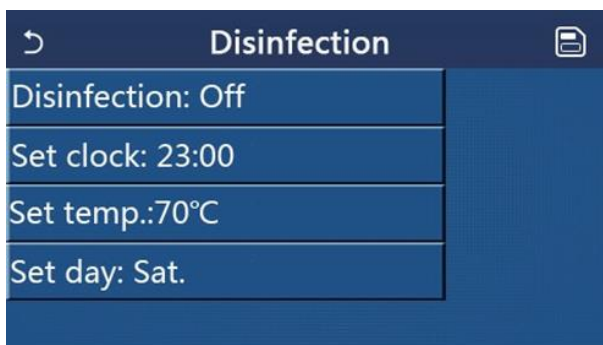 Disinfection
Disinfection: Off
Set clock: 23:00
Set temp.:70℃
Set day: Sat.